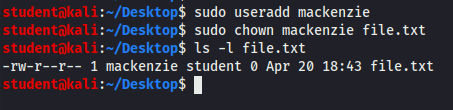 student@kali:~/Desktop$ sudo useradd mackenzie
student@kali:~/Desktop$ sudo chown mackenzie file.txt
student@kali:~/Desktop$ ls -l file.txt
-rw-r--r-- 1 mackenzie student 0 Apr 20 18:43 file.txt
student@kali:~/Desktop$